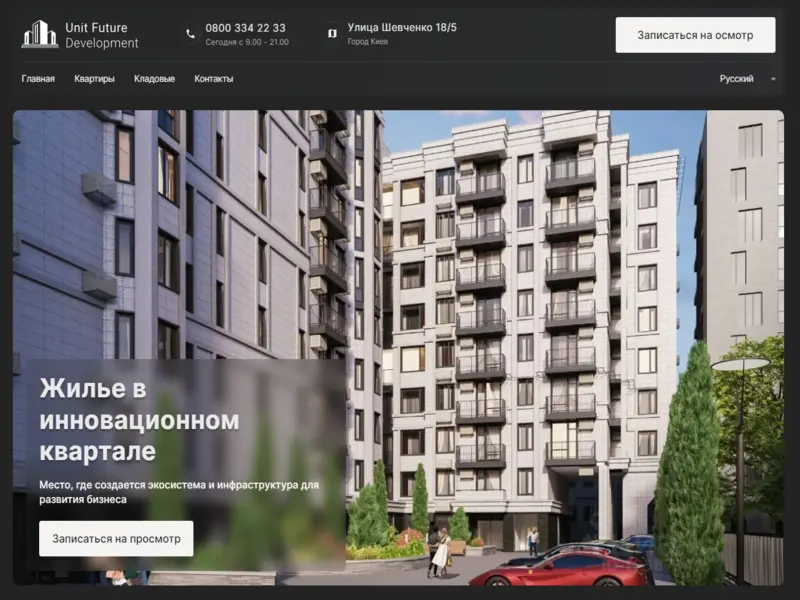 Unit Future
Development
0800 334 22 33
Сегодня с 9.00 - 21.00
Улица Шевченко 18/5
Город Киев
Записаться на осмотр
Главная
Квартиры
Кладовые
Контакты
Русский
Жилье в
инновационном
квартале
Место, где создается экосистема и инфраструктура для
развития бизнеса
Записаться на просмотр